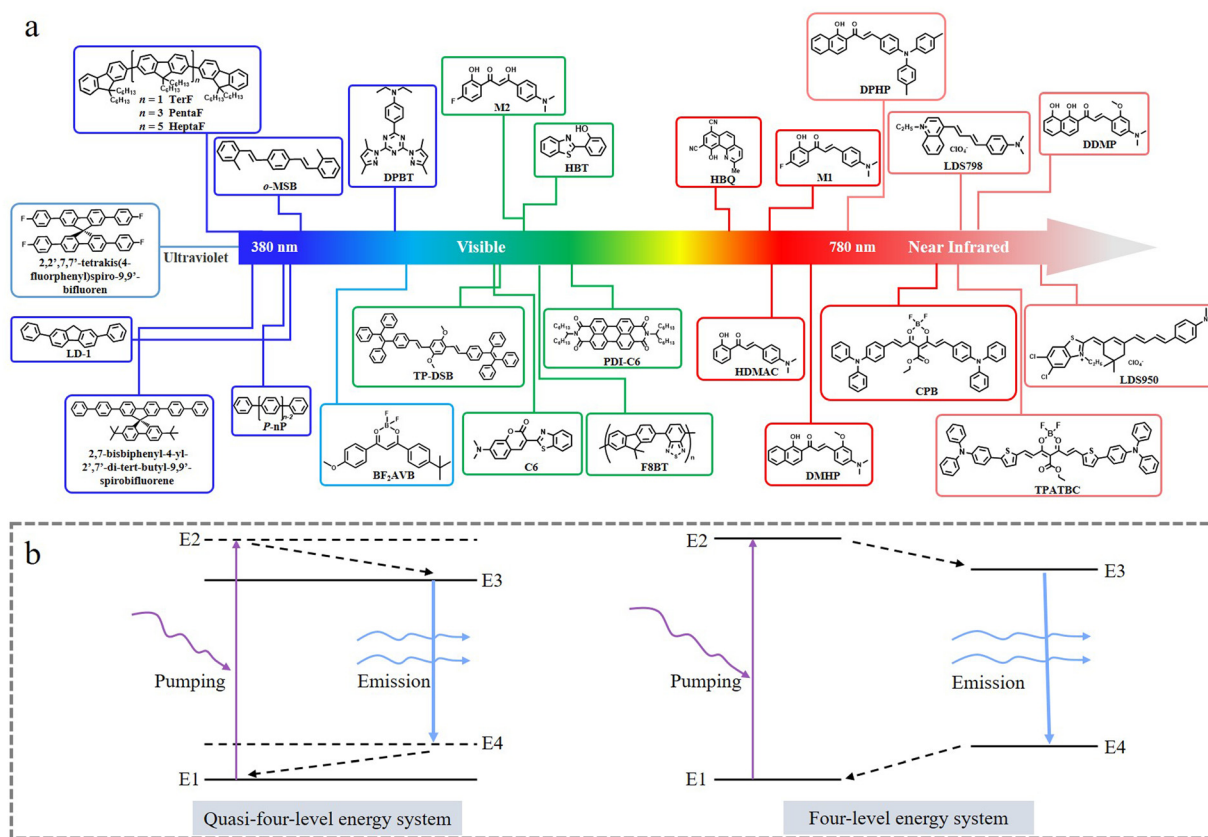 a
n = 1 TerF
n = 3 PentaF
n = 5 HeptaF
o-MSB
DPBT
M2
HBT
HBQ
M1
DPHP
LDS798
DDMP
2,2',7,7'-tetrakis(4-
fluorphenyl)spiro-9,9'-
bifluoren
Ultraviolet
380 nm
Visible
780 nm
Near Infrared
LD-1
2,7-bisbiphenyl-4-yl-
2',7'-di-tert-butyl-9,9'-
spirobifluorene
P-nP
BF₂AVB
TP-DSB
C6
PDI-C6
F8BT
HDMAC
DMHP
CPB
TPATBC
LDS950
b
E2
E3
Pumping
Emission
E4
E1
Quasi-four-level energy system
E2
E3
Pumping
Emission
E4
E1
Four-level energy system